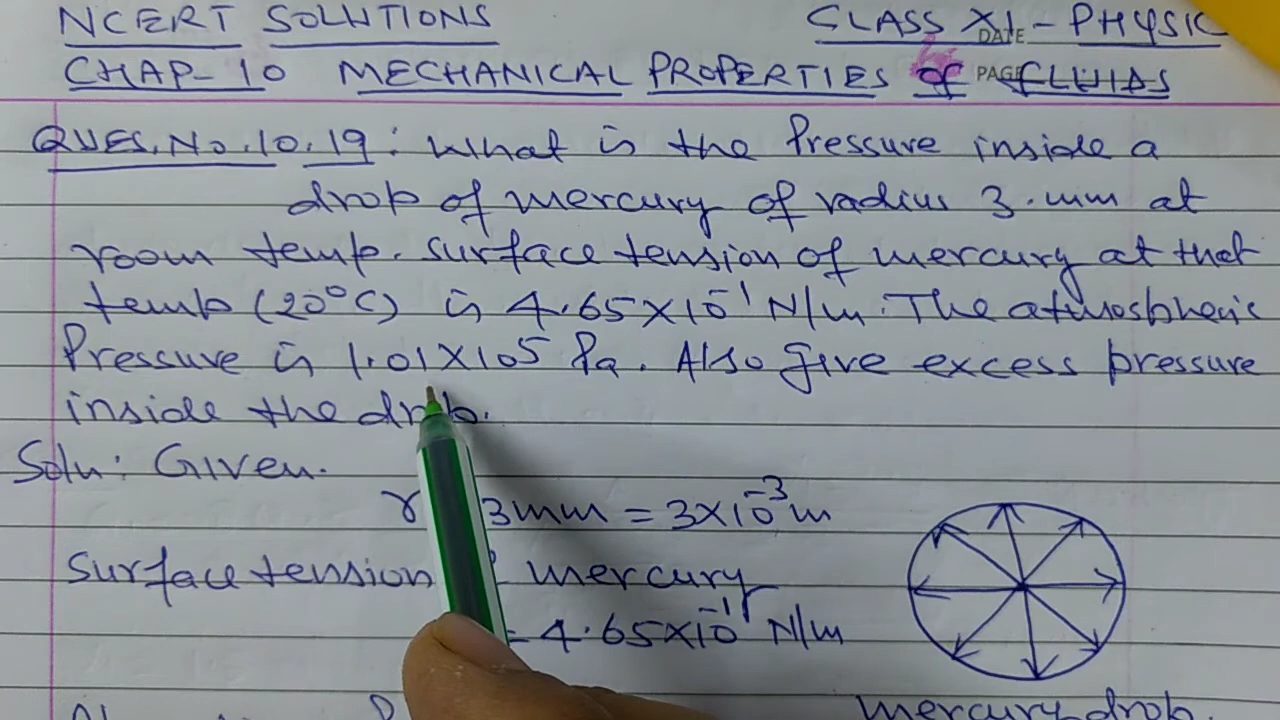 NCERT SOLUTIONS CLASS XI - PHYSIC
DATE
CHAP-10 MECHANICAL PROPERTIES of FLUIDS
PAGE
QUES. No. 10.19: What is the Pressure inside a
drop of mercury of radius 3.mm at
room temp. surface tension of mercury at that
temp (20°C) is 4.65×10⁻¹ N/m. The atmospheric
Pressure is 1.01×10⁵ Pa. Also give excess pressure
inside the drop.
Soln: Given.
r 3mm = 3×10⁻³m
Surface tension mercury
= 4.65×10⁻¹ N/m
mercury drop.